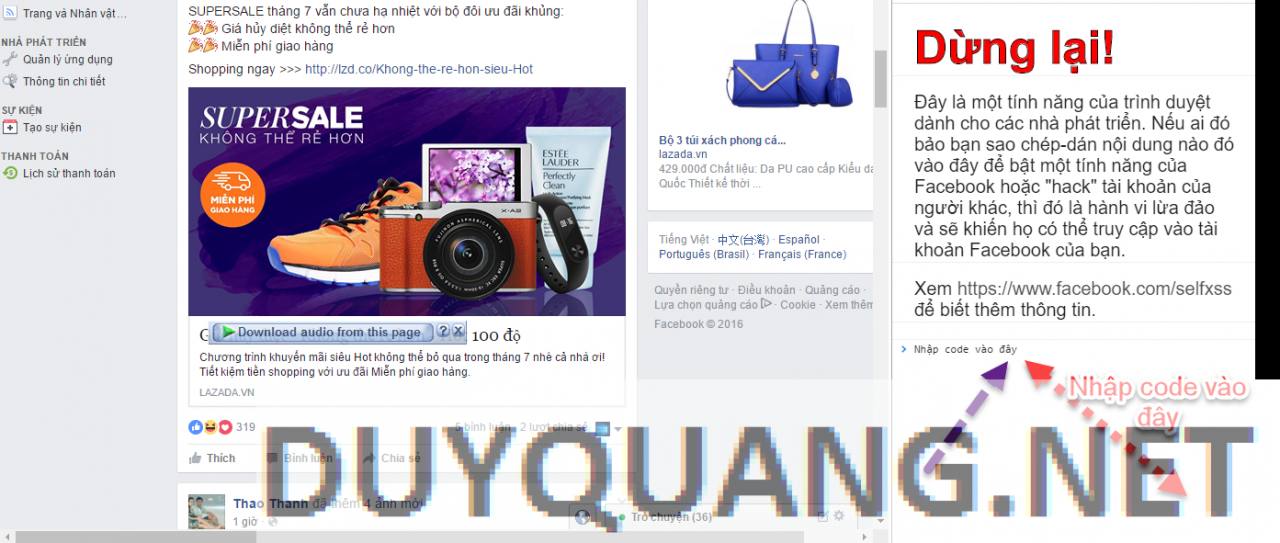 Trang và Nhân vật ...
NHÀ PHÁT TRIỂN
Quản lý ứng dụng
Thông tin chi tiết
SỰ KIỆN
Tạo sự kiện
THANH TOÁN
Lịch sử thanh toán
SUPERSALE tháng 7 vẫn chưa hạ nhiệt với bộ đôi ưu đãi khủng:
🎉🎉 Giá hủy diệt không thể rẻ hơn
🎉🎉 Miễn phí giao hàng
Shopping ngay >>> http://lzd.co/Khong-the-re-hon-sieu-Hot
SUPERSALE
KHÔNG THỂ RẺ HƠN
MIỄN PHÍ
GIAO HÀNG
ESTĒE
LAUDER
Perfectly
Clean
X-A2
Download audio from this page ? X
100 độ
Chương trình khuyến mãi siêu Hot không thể bỏ qua trong tháng 7 nhé cả nhà ơi!
Tiết kiệm tiền shopping với ưu đãi Miễn phí giao hàng.
LAZADA.VN
319
5 bình luận · 2 lượt chia sẻ
Thích Bình luận Chia sẻ
Thao Thanh đã thêm 4 ảnh mới
1 giờ ·
Trò chuyện (36)
Bộ 3 túi xách phong cá...
lazada.vn
429.000đ Chất liệu: Da PU cao cấp Kiểu dá
Quốc Thiết kế thời ...
Tiếng Việt · 中文(台灣) · Español ·
Português (Brasil) · Français (France)
Quyền riêng tư · Điều khoản · Quảng cáo ·
Lựa chọn quảng cáo · Cookie · Xem thêm
Facebook © 2016
Dừng lại!
Đây là một tính năng của trình duyệt
dành cho các nhà phát triển. Nếu ai đó
bảo bạn sao chép-dán nội dung nào đó
vào đây để bật một tính năng của
Facebook hoặc "hack" tài khoản của
người khác, thì đó là hành vi lừa đảo
và sẽ khiến họ có thể truy cập vào tài
khoản Facebook của bạn.
Xem https://www.facebook.com/selfxss
để biết thêm thông tin.
> Nhập code vào đây
Nhập code vào
đây
DUYQUANG.NET